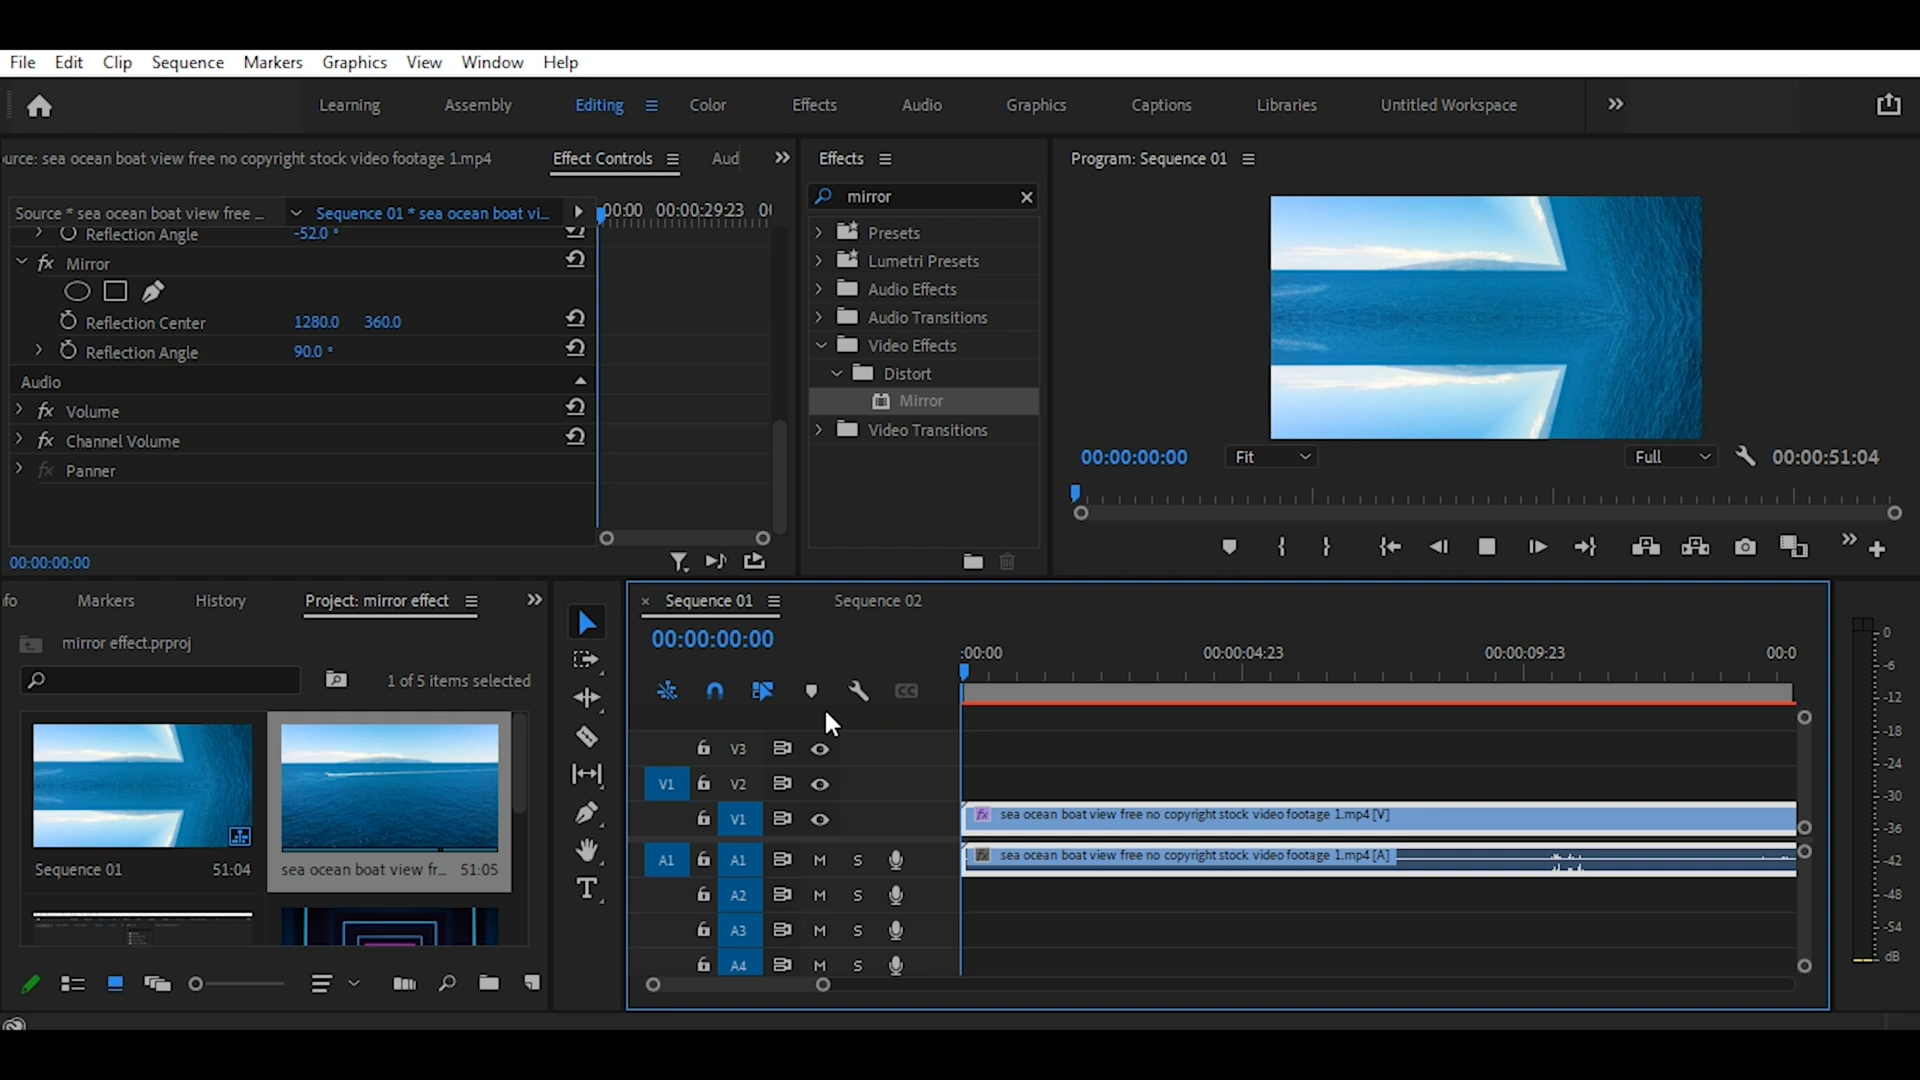 File Edit Clip Sequence Markers Graphics View Window Help
Learning Assembly Editing Color Effects Audio Graphics Captions Libraries Untitled Workspace
urce: sea ocean boat view free no copyright stock video footage 1.mp4 Effect Controls Aud
Effects
Program: Sequence 01
Source * sea ocean boat view free ... Sequence 01 * sea ocean boat vi...
:00:00 00:00:29:23
Reflection Angle -52.0 °
fx Mirror
Reflection Center 1280.0 360.0
Reflection Angle 90.0 °
Audio
fx Volume
fx Channel Volume
fx Panner
00:00:00:00
mirror
Presets
Lumetri Presets
Audio Effects
Audio Transitions
Video Effects
Distort
Mirror
Video Transitions
00:00:00:00 Fit Full 00:00:51:04
fo Markers History Project: mirror effect
mirror effect.prproj
1 of 5 items selected
Sequence 01 51:04
sea ocean boat view fr... 51:05
T
× Sequence 01 Sequence 02
00:00:00:00
:00:00 00:00:04:23 00:00:09:23 00:0
CC
V3
V1 V2
V1
fx sea ocean boat view free no copyright stock video footage 1.mp4 [V]
A1 A1 M S
fx sea ocean boat view free no copyright stock video footage 1.mp4 [A]
A2 M S
A3 M S
A4 M S
0
-6
-12
-18
-24
-30
-36
-42
-48
-54
dB